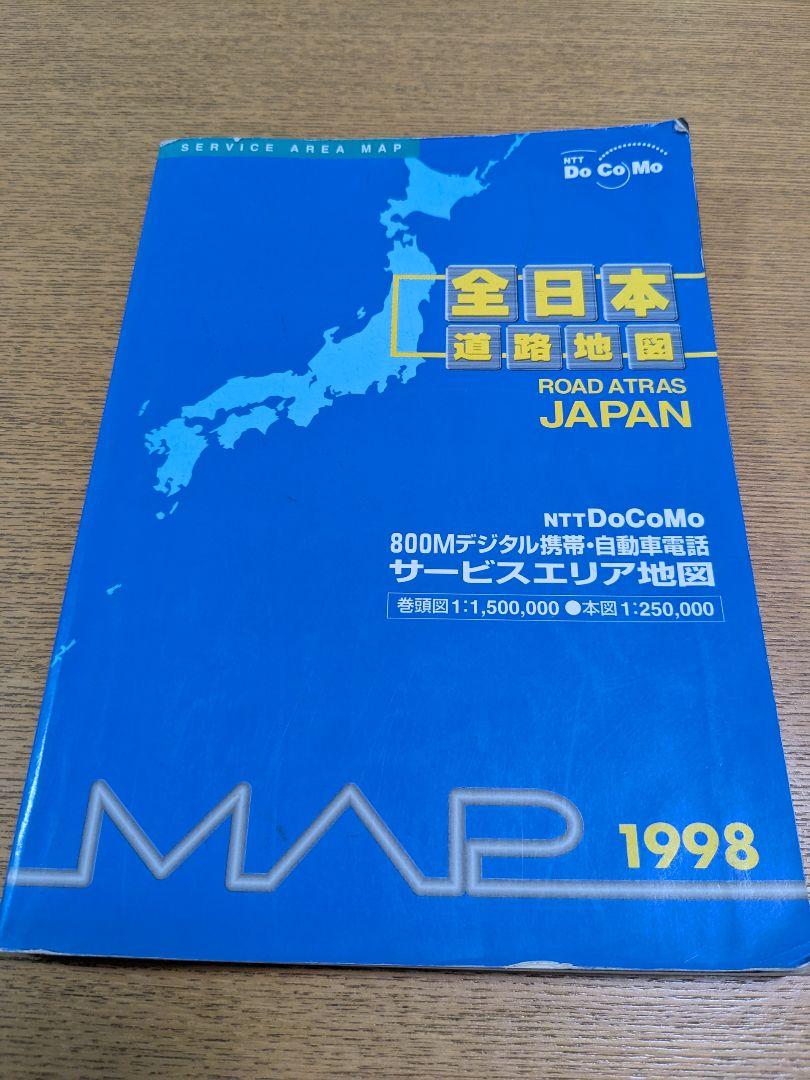 SERVICE AREA MAP
NTT
DoCoMo
全日本
道路地図
ROAD ATRAS
JAPAN
NTT DoCoMo
800Mデジタル携帯・自動車電話
サービスエリア地図
巻頭図1:1,500,000 ●本図1:250,000
MAP
1998